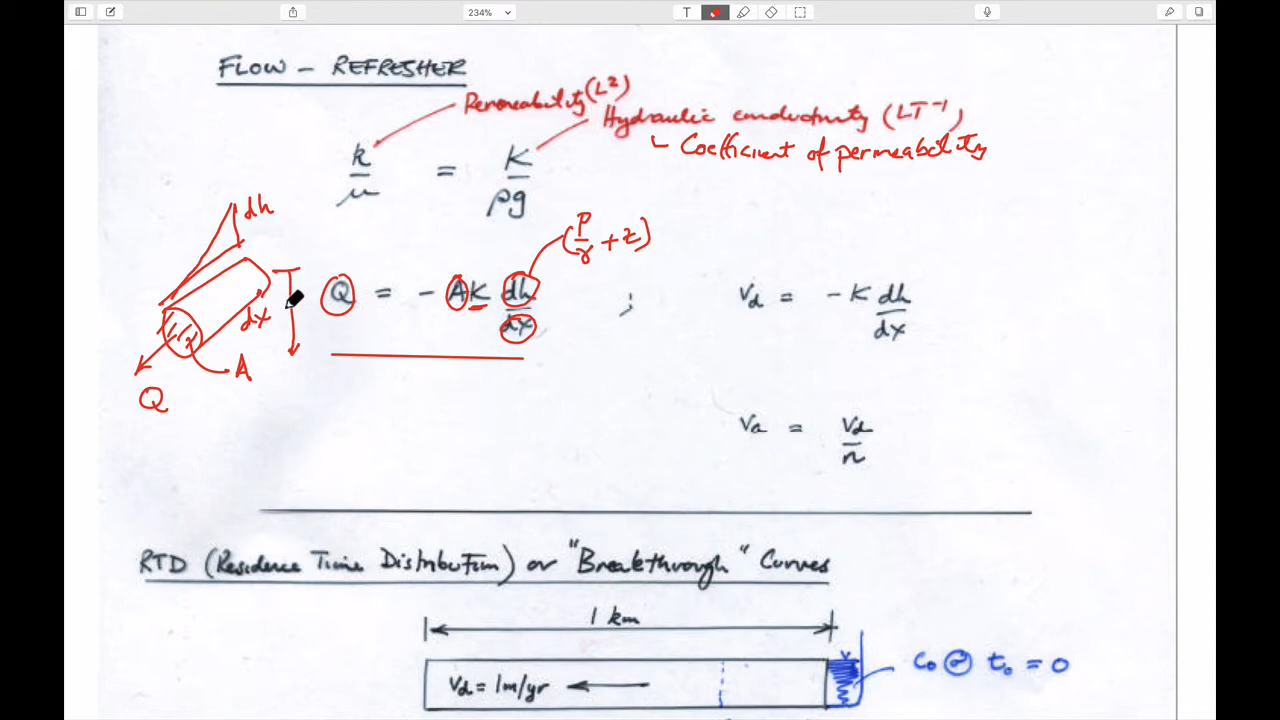 234%
FLOW - REFRESHER
Permeability (L²)
Hydraulic conductivity (LT⁻¹)
Coefficient of permeability
k/μ = K/ρg
dh
dx
A
Q
(P/γ + z)
Q = - A K dh/dx ; vd = - K dh/dx
va = vd/n
RTD (Residence Time Distribution) or "Breakthrough" Curves
1 km
vd = 1m/yr
C₀ @ t₀ = 0